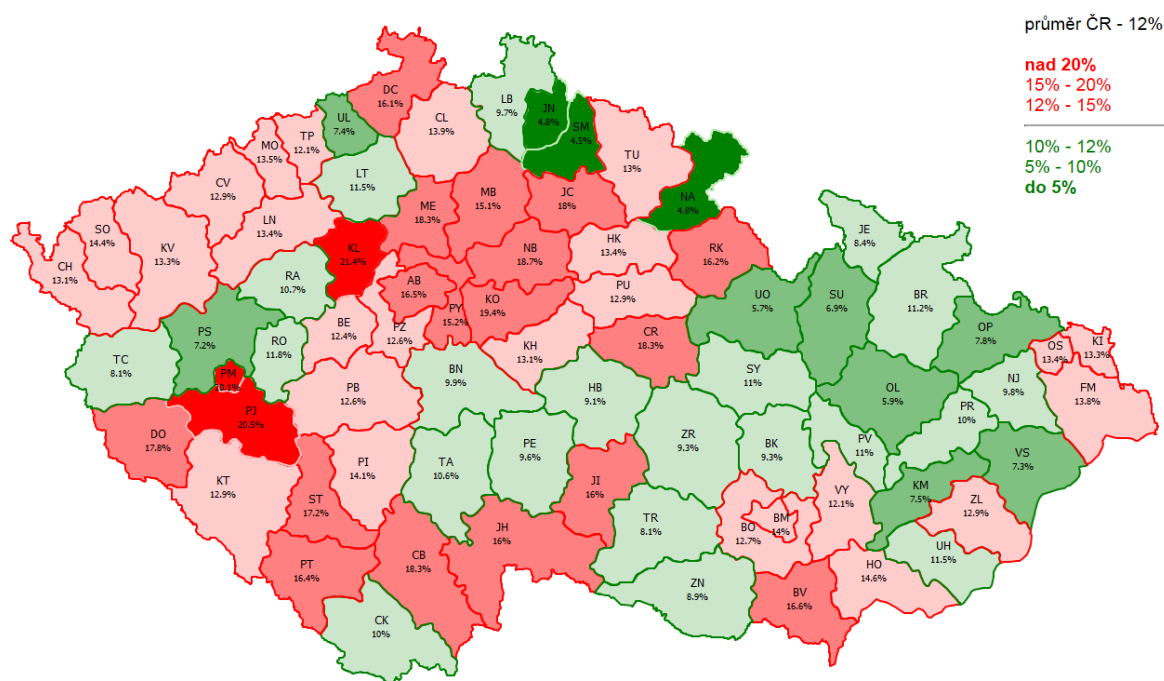 průměr ČR - 12%
nad 20%
15% - 20%
12% - 15%
10% - 12%
5% - 10%
do 5%
DC
16.1%
LB
9.7%
JN
4.8%
SM
4.5%
UL
7.4%
CL
13.9%
TP
12.1%
MO
13.5%
TU
13%
LT
11.5%
CV
12.9%
MB
15.1%
JC
18%
NA
4.8%
ME
18.3%
LN
13.4%
SO
14.4%
KV
13.3%
CH
13.1%
KL
21.4%
NB
18.7%
HK
13.4%
RK
16.2%
JE
8.4%
RA
10.7%
AB
16.5%
PY
15.2%
KO
19.4%
PU
12.9%
UO
5.7%
SU
6.9%
BR
11.2%
PS
7.2%
RO
11.8%
BE
12.4%
PZ
12.6%
CR
18.3%
OP
7.8%
OS
13.4%
KI
13.3%
TC
8.1%
KH
13.1%
PM
20.1%
PB
12.6%
BN
9.9%
HB
9.1%
SY
11%
OL
5.9%
NJ
9.8%
FM
13.8%
PJ
20.5%
PR
10%
DO
17.8%
PE
9.6%
ZR
9.3%
BK
9.3%
PV
11%
VS
7.3%
PI
14.1%
TA
10.6%
KT
12.9%
JI
16%
VY
12.1%
KM
7.5%
ZL
12.9%
ST
17.2%
TR
8.1%
BO
12.7%
BM
14%
JH
16%
UH
11.5%
CB
18.3%
PT
16.4%
HO
14.6%
ZN
8.9%
BV
16.6%
CK
10%